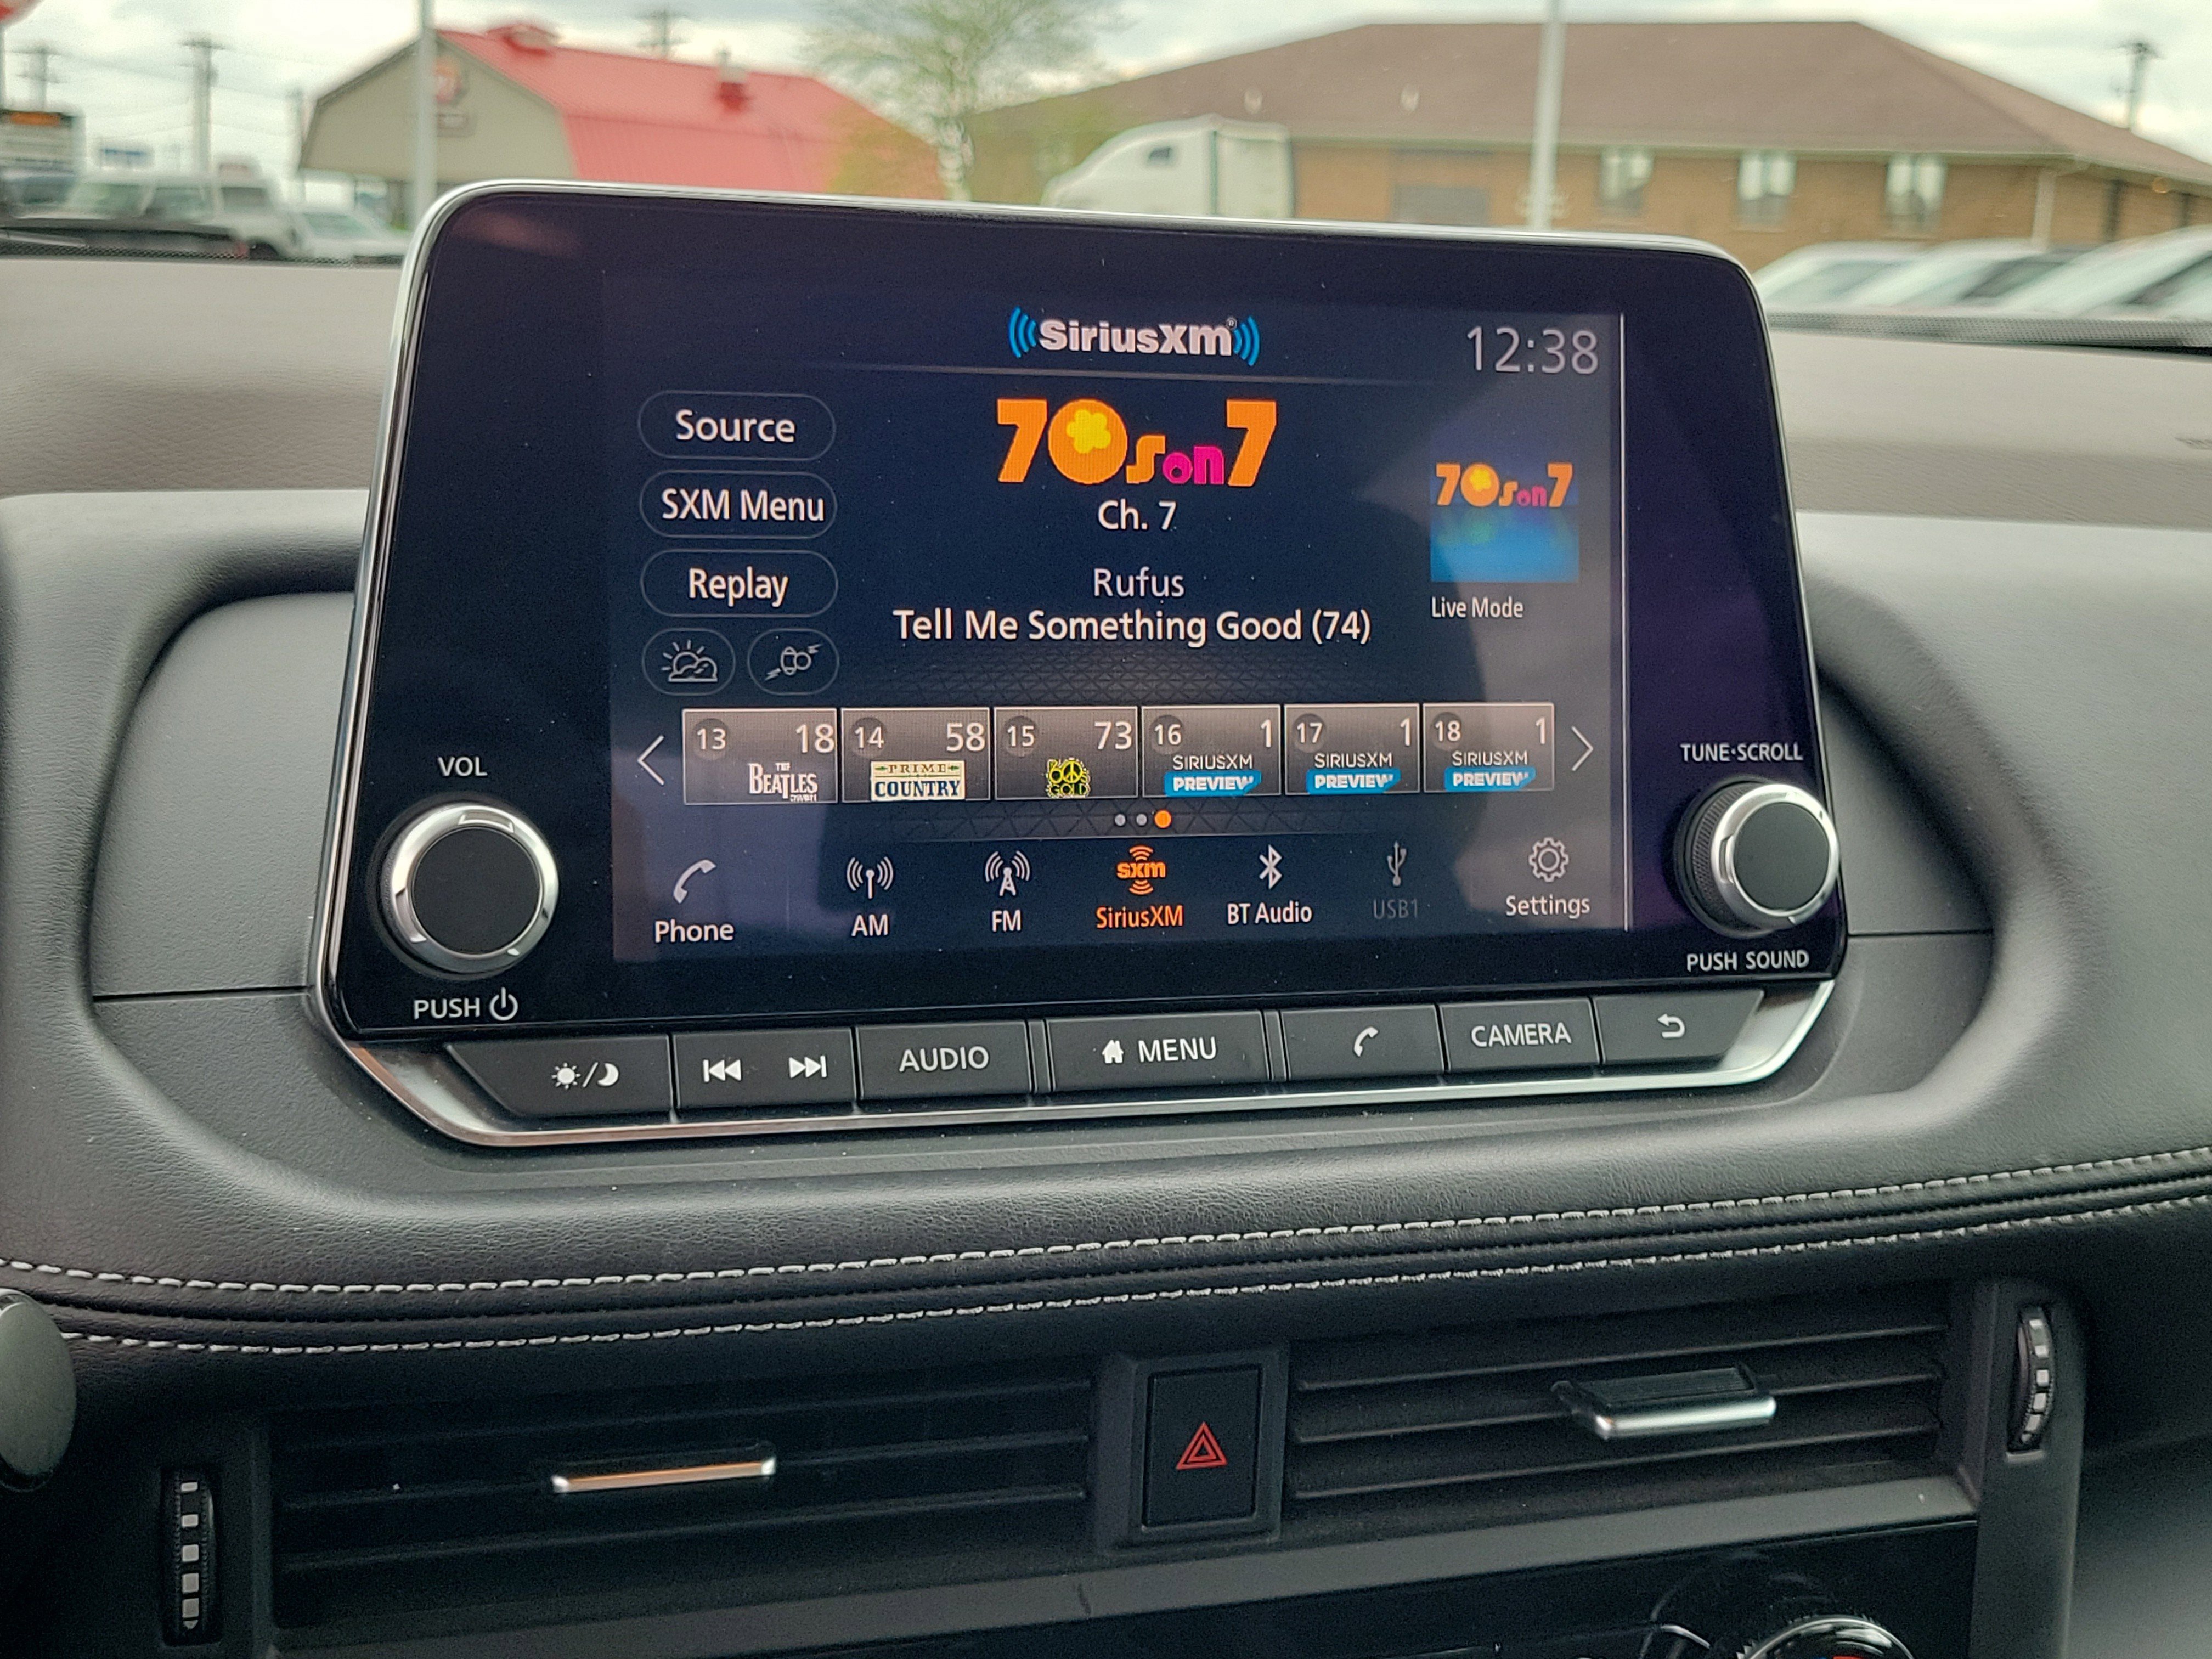 SiriusXM
12:38
Source
SXM Menu
Replay
70s on 7
Ch. 7
Rufus
Tell Me Something Good (74)
70s on 7
Live Mode
13 18
THE BEATLES
14 58
PRIME
COUNTRY
15 73
60s
GOLD
16 1
SIRIUSXM
PREVIEW
17 1
SIRIUSXM
PREVIEW
18 1
SIRIUSXM
PREVIEW
Phone
AM
FM
sxm
SiriusXM
BT Audio
USB1
Settings
VOL
PUSH
TUNE·SCROLL
PUSH SOUND
AUDIO
MENU
CAMERA